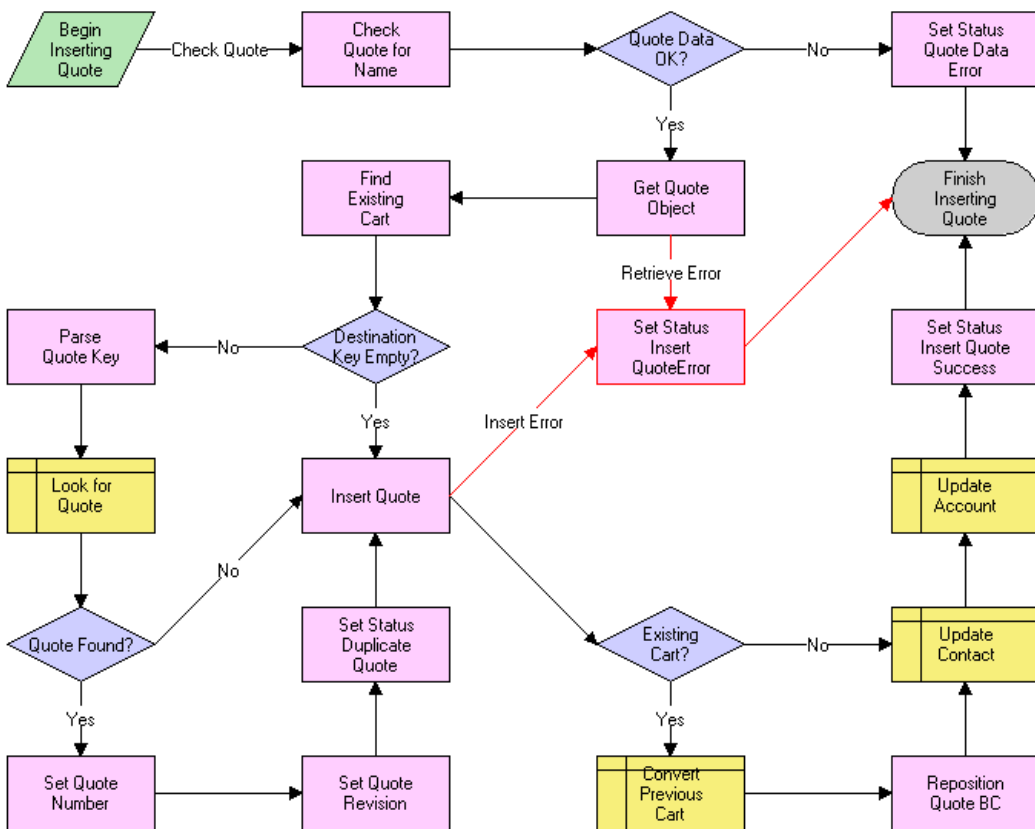 Begin
Inserting
Quote
Check Quote
Check
Quote for
Name
Quote Data
OK?
No
Set Status
Quote Data
Error
Yes
Find
Existing
Cart
Get Quote
Object
Finish
Inserting
Quote
Retrieve Error
Parse
Quote Key
No
Destination
Key Empty?
Set Status
Insert
QuoteError
Set Status
Insert Quote
Success
Yes
Insert Error
Look for
Quote
Insert Quote
Update
Account
No
Quote Found?
Set Status
Duplicate
Quote
Existing
Cart?
No
Update
Contact
Yes
Yes
Set Quote
Number
Set Quote
Revision
Convert
Previous
Cart
Reposition
Quote BC